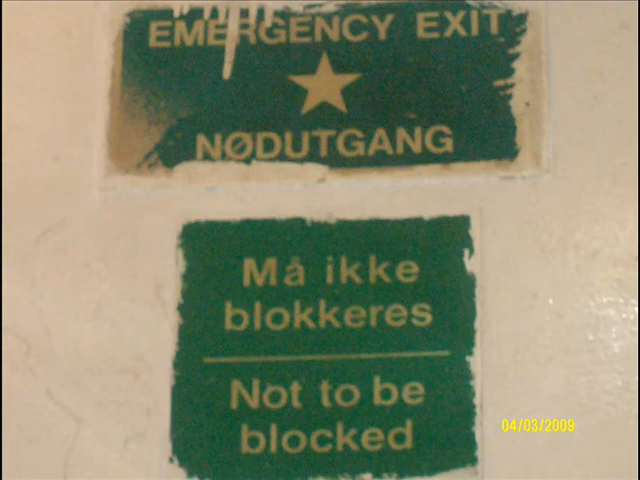 EMERGENCY EXIT
NØDUTGANG
Må ikke
blokkeres
Not to be
blocked
04/03/2009